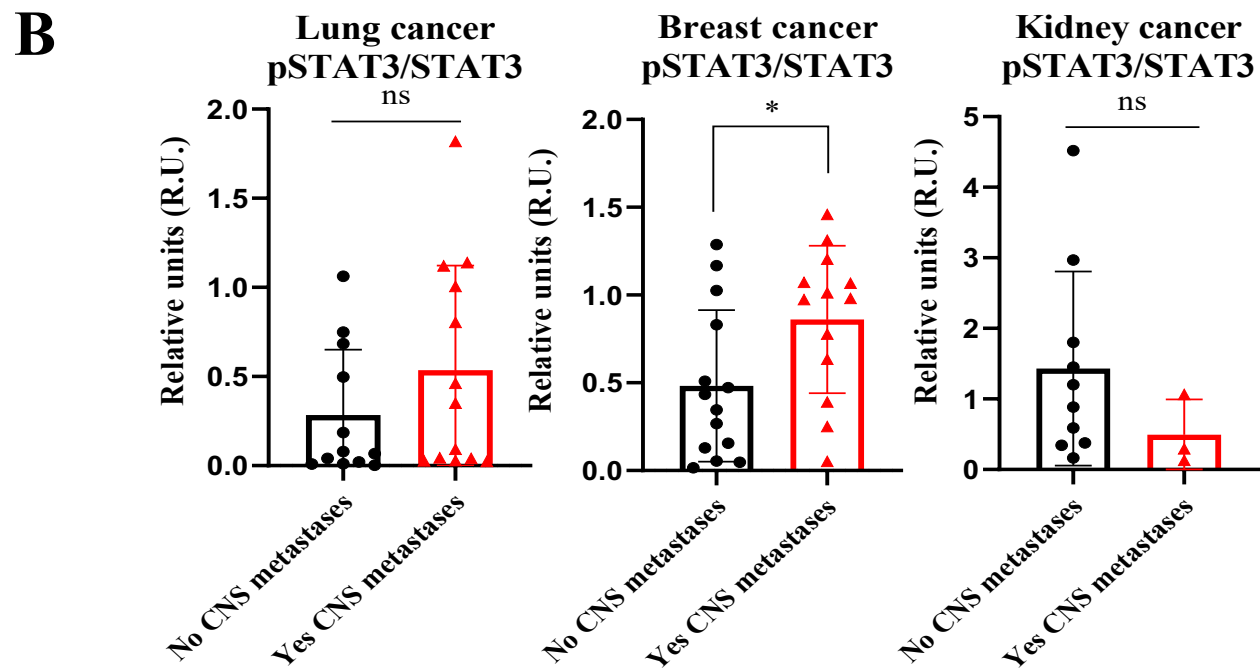 B
Lung cancer
pSTAT3/STAT3
ns
Relative units (R.U.)
2.0
1.5
1.0
0.5
0.0
No CNS metastases
Yes CNS metastases
Breast cancer
pSTAT3/STAT3
*
Relative units (R.U.)
2.0
1.5
1.0
0.5
0.0
No CNS metastases
Yes CNS metastases
Kidney cancer
pSTAT3/STAT3
ns
Relative units (R.U.)
5
4
3
2
1
0
No CNS metastases
Yes CNS metastases